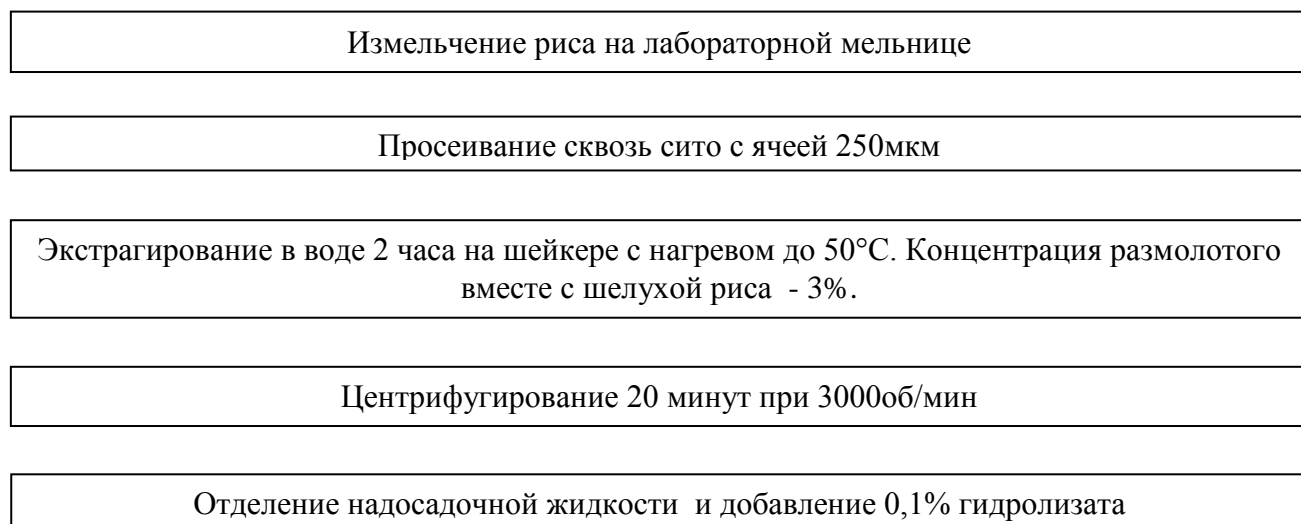 Измельчение риса на лабораторной мельнице
Просеивание сквозь сито с ячеей 250мкм
Экстрагирование в воде 2 часа на шейкере с нагревом до 50°С. Концентрация размолотого
вместе с шелухой риса - 3%.
Центрифугирование 20 минут при 3000об/мин
Отделение надосадочной жидкости и добавление 0,1% гидролизата